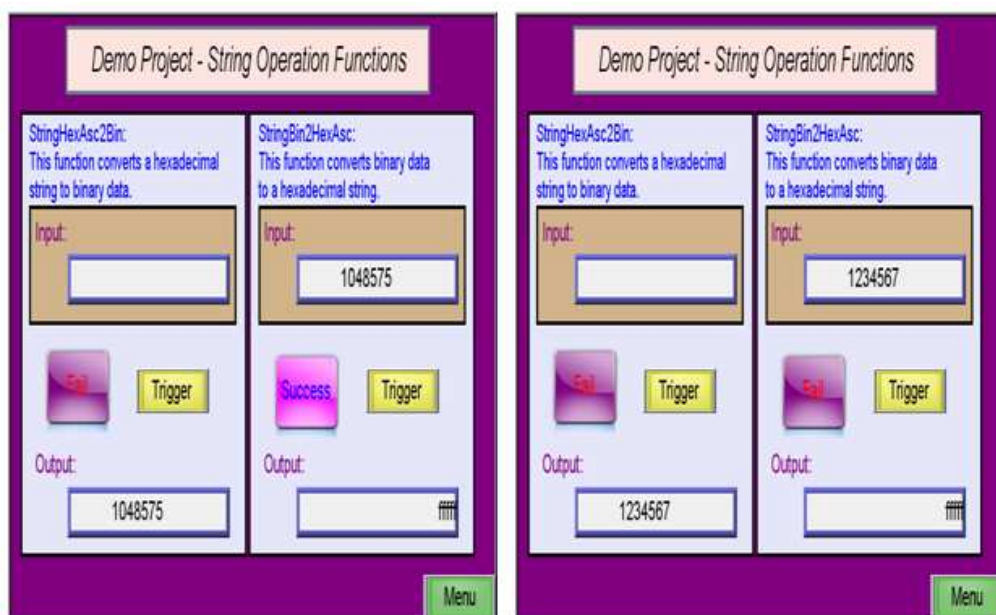 Demo Project - String Operation Functions
StringHexAsc2Bin:
This function converts a hexadecimal
string to binary data.
Input:
Fail
Trigger
Output:
1048575
StringBin2HexAsc:
This function converts binary data
to a hexadecimal string.
Input:
1048575
Success
Trigger
Output:
fffff
Menu
Demo Project - String Operation Functions
StringHexAsc2Bin:
This function converts a hexadecimal
string to binary data.
Input:
Fail
Trigger
Output:
1234567
StringBin2HexAsc:
This function converts binary data
to a hexadecimal string.
Input:
1234567
Fail
Trigger
Output:
fffff
Menu